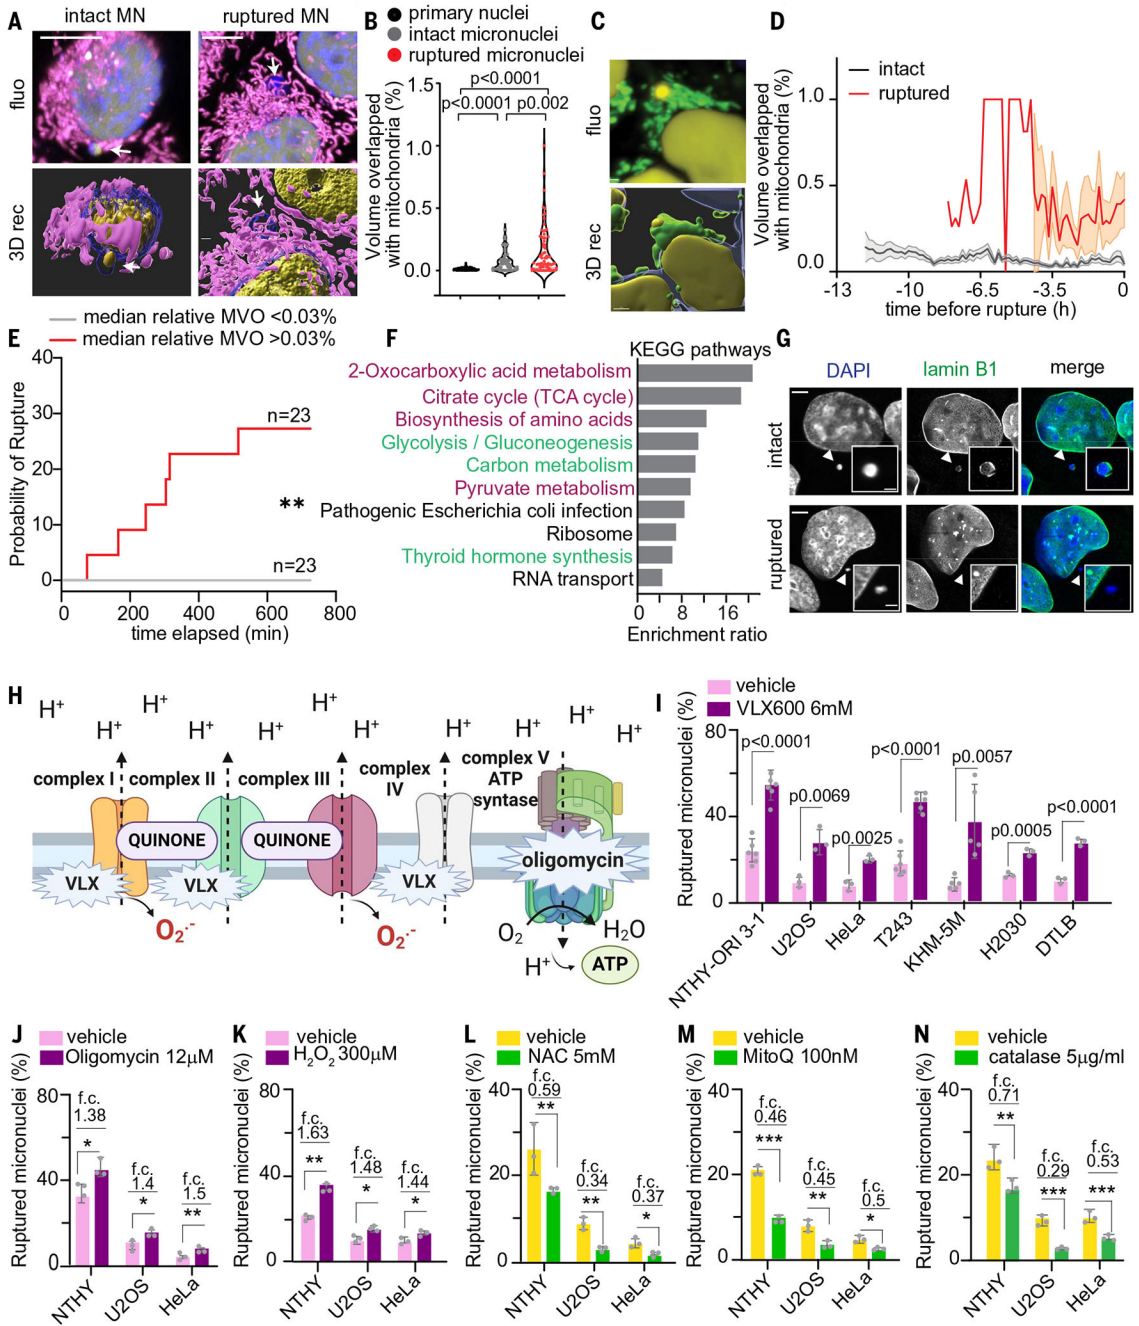 A
intact MN
ruptured MN
fluo
3D rec
B
primary nuclei
intact micronuclei
ruptured micronuclei
Volume overlapped with mitochondria (%)
p<0.0001
p<0.0001 p=0.002
1.5
1.0
0.5
0.0
C
fluo
3D rec
D
intact
ruptured
Volume overlapped with mitochondria (%)
1.0
0.5
0.0
-13 -10 -6.5 -3.5 0
time before rupture (h)
median relative MVO <0.03%
median relative MVO >0.03%
E
Probability of Rupture
40
30
20
10
0
n=23
**
n=23
0 200 400 600 800
time elapsed (min)
F
KEGG pathways
2-Oxocarboxylic acid metabolism
Citrate cycle (TCA cycle)
Biosynthesis of amino acids
Glycolysis / Gluconeogenesis
Carbon metabolism
Pyruvate metabolism
Pathogenic Escherichia coli infection
Ribosome
Thyroid hormone synthesis
RNA transport
0 8 16
Enrichment ratio
G
DAPI lamin B1 merge
intact
ruptured
H
H+ H+ H+ H+ H+ H+ H+ H+ H+ H+ H+
complex I complex II complex III complex IV complex V ATP syntase
QUINONE QUINONE
VLX VLX VLX oligomycin
O2.- O2.-
O2 H2O
H+ ATP
I
vehicle
VLX600 6mM
Ruptured micronuclei (%)
80
40
0
p<0.0001 p0.0069 p0.0025 p<0.0001 p0.0057 p0.0005 p<0.0001
NTHY-ORI 3-1 U2OS HeLa T243 KHM-5M H2030 DTLB
J
vehicle
Oligomycin 12μM
Ruptured micronuclei (%)
80
40
0
f.c. 1.38 *
f.c. 1.4 *
f.c. 1.5 **
NTHY U2OS HeLa
K
vehicle
H2O2 300μM
Ruptured micronuclei (%)
80
40
0
f.c. 1.63 **
f.c. 1.48 *
f.c. 1.44 *
NTHY U2OS HeLa
L
vehicle
NAC 5mM
Ruptured micronuclei (%)
40
20
0
f.c. 0.59 **
f.c. 0.34 **
f.c. 0.37 *
NTHY U2OS HeLa
M
vehicle
MitoQ 100nM
Ruptured micronuclei (%)
40
20
0
f.c. 0.46 ***
f.c. 0.45 **
f.c. 0.5 *
NTHY U2OS HeLa
N
vehicle
catalase 5μg/ml
Ruptured micronuclei (%)
40
20
0
f.c. 0.71 **
f.c. 0.29 ***
f.c. 0.53 ***
NTHY U2OS HeLa